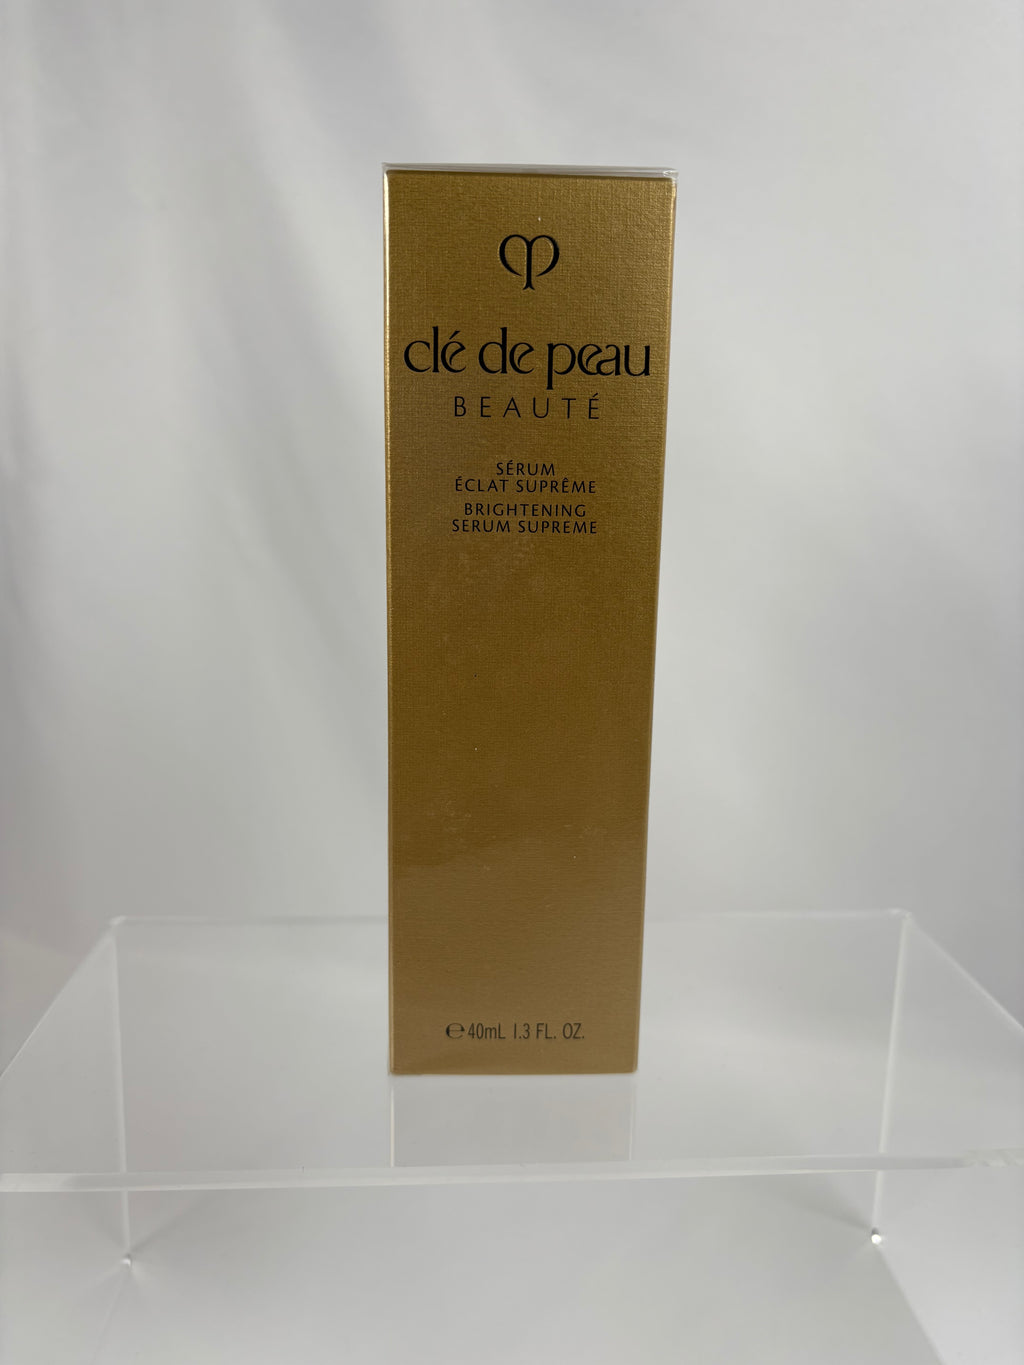 clé de peau
BEAUTÉ
SÉRUM
ÉCLAT SUPRÊME
BRIGHTENING
SERUM SUPREME
℮40mL 1.3 FL. OZ.